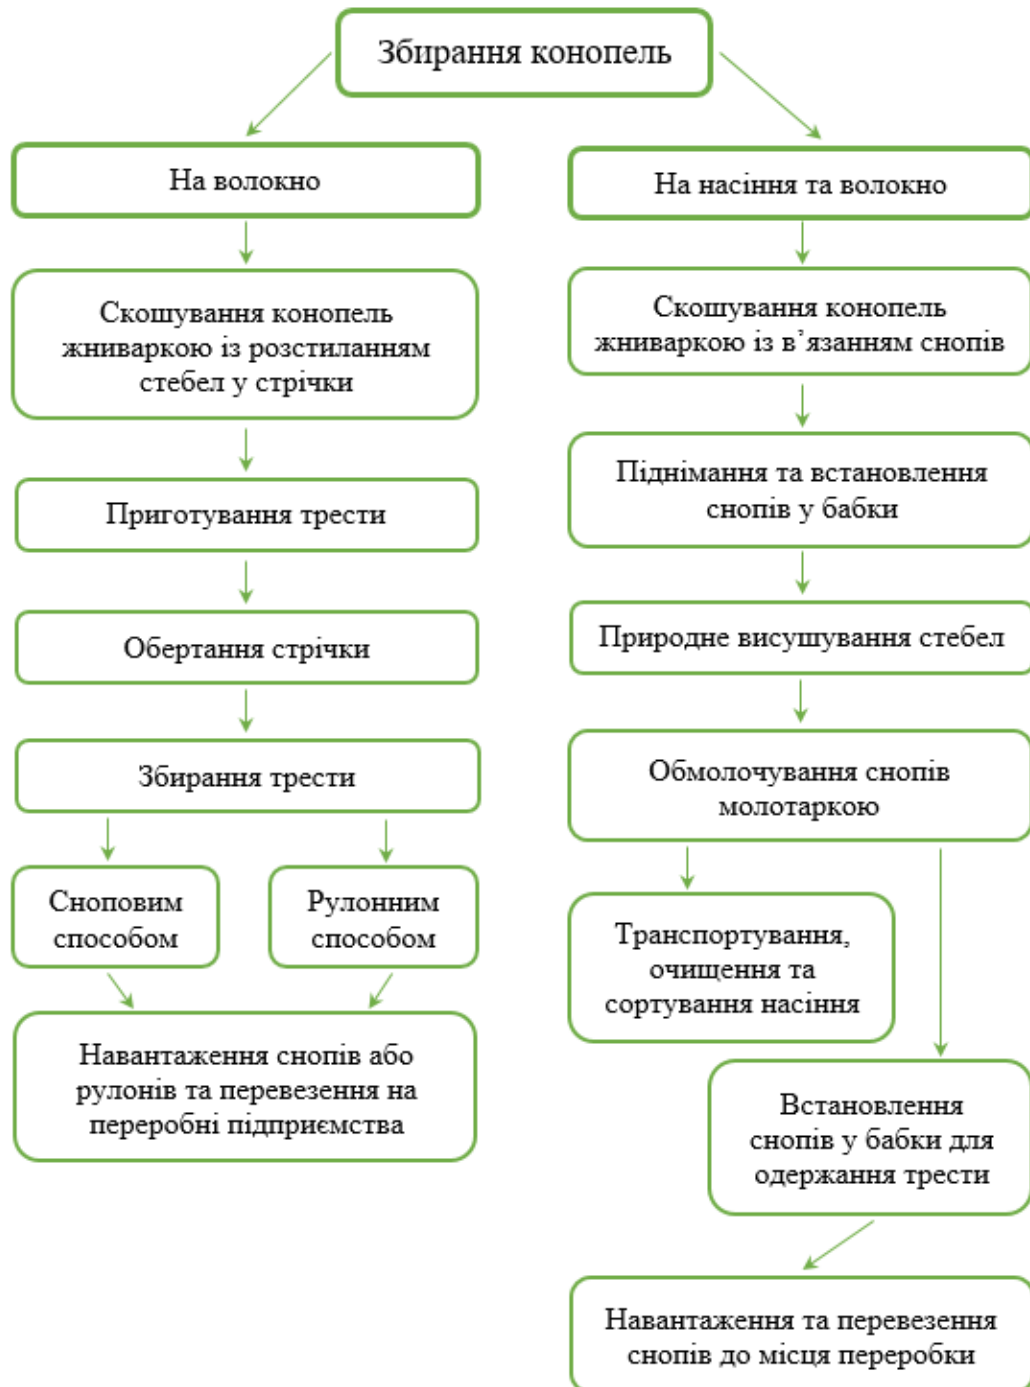 Збирання конопель
На волокно
Скошування конопель
жниваркою із розстиланням
стебел у стрічки
Приготування трести
Обертання стрічки
Збирання трести
Сноповим
способом
Рулонним
способом
Навантаження снопів або
рулонів та перевезення на
переробні підприємства
На насіння та волокно
Скошування конопель
жниваркою із в’язанням снопів
Піднімання та встановлення
снопів у бабки
Природне висушування стебел
Обмолочування снопів
молотаркою
Транспортування,
очищення та
сортування насіння
Встановлення
снопів у бабки для
одержання трести
Навантаження та перевезення
снопів до місця переробки